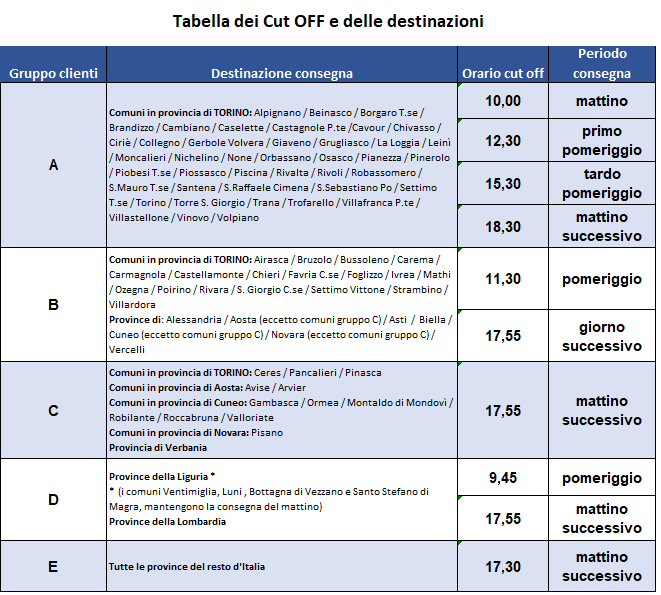 Tabella dei Cut OFF e delle destinazioni
Gruppo clienti
Destinazione consegna
Orario cut off
Periodo
consegna
A
Comuni in provincia di TORINO: Alpignano / Beinasco / Borgaro T.se /
Brandizzo / Cambiano / Caselette / Castagnole P.te /Cavour / Chivasso /
Ciriè / Collegno / Gerbole Volvera / Giaveno / Grugliasco / La Loggia / Leinì
/ Moncalieri / Nichelino / None / Orbassano / Osasco / Pianezza / Pinerolo
/ Piobesi T.se / Piossasco / Piscina / Rivalta / Rivoli / Robassomero /
S.Mauro T.se / Santena / S.Raffaele Cimena / S.Sebastiano Po / Settimo
T.se / Torino / Torre S. Giorgio / Trana / Trofarello / Villafranca P.te /
Villastellone / Vinovo / Volpiano
10,00
mattino
12,30
primo
pomeriggio
15,30
tardo
pomeriggio
18,30
mattino
successivo
B
Comuni in provincia di TORINO: Airasca / Bruzolo / Bussoleno / Carema /
Carmagnola / Castellamonte / Chieri / Favria C.se / Foglizzo / Ivrea / Mathi
/ Ozegna / Poirino / Rivara / S. Giorgio C.se / Settimo Vittone / Strambino /
Villardora
Province di: Alessandria / Aosta (eccetto comuni gruppo C) / Asti / Biella /
Cuneo (eccetto comuni gruppo C) / Novara (eccetto comuni gruppo C) /
Vercelli
11,30
pomeriggio
17,55
giorno
successivo
C
Comuni in provincia di TORINO: Ceres / Pancalieri / Pinasca
Comuni in provincia di Aosta: Avise / Arvier
Comuni in provincia di Cuneo: Gambasca / Ormea / Montaldo di Mondovì /
Robilante / Roccabruna / Valloriate
Comuni in provincia di Novara: Pisano
Provincia di Verbania
17,55
mattino
successivo
D
Province della Liguria *
* (i comuni Ventimiglia, Luni , Bottagna di Vezzano e Santo Stefano di
Magra, mantengono la consegna del mattino)
Province della Lombardia
9,45
pomeriggio
17,55
mattino
successivo
E
Tutte le province del resto d'Italia
17,30
mattino
successivo